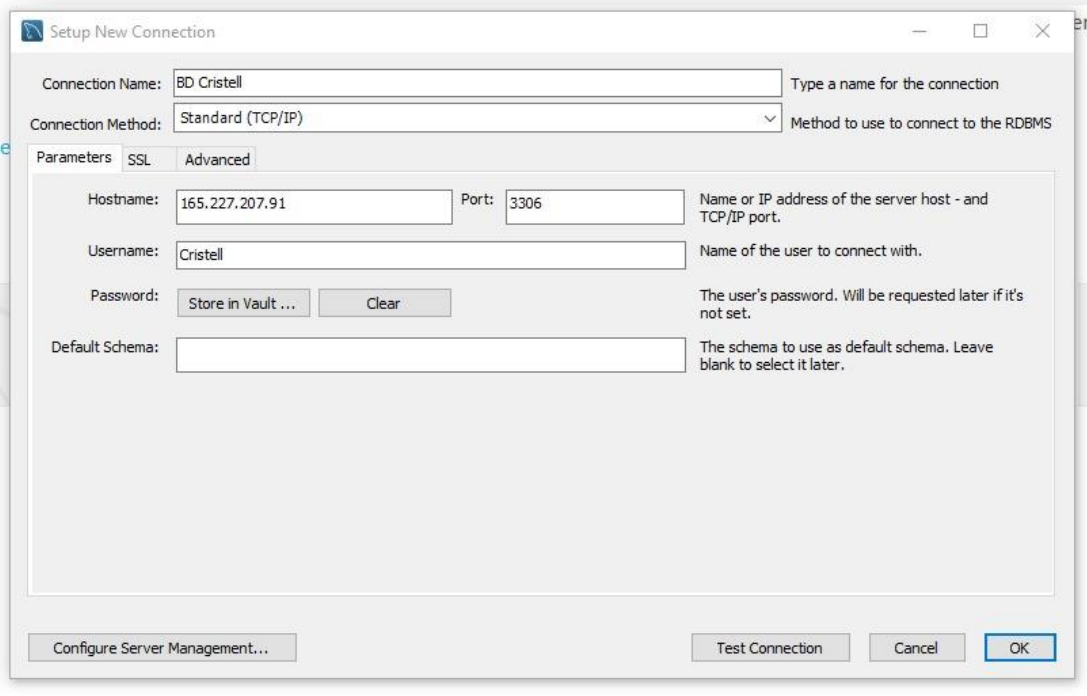 Setup New Connection
Connection Name: BD Cristell Type a name for the connection
Connection Method: Standard (TCP/IP) Method to use to connect to the RDBMS
Parameters SSL Advanced
Hostname: 165.227.207.91 Port: 3306 Name or IP address of the server host - and
TCP/IP port.
Username: Cristell Name of the user to connect with.
Password: Store in Vault ... Clear The user's password. Will be requested later if it's
not set.
Default Schema: The schema to use as default schema. Leave
blank to select it later.
Configure Server Management... Test Connection Cancel OK